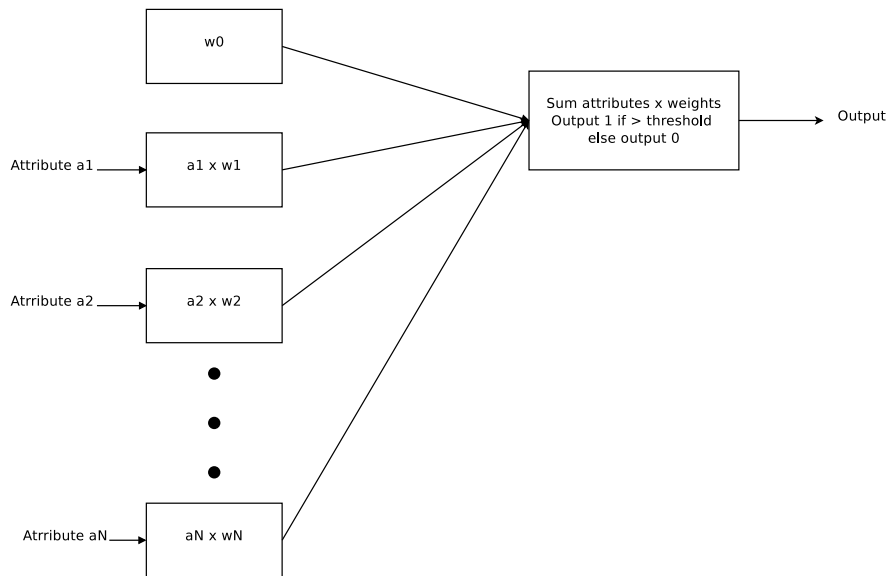 w0
Attribute a1
a1 x w1
Atrribute a2
a2 x w2
Atrribute aN
aN x wN
Sum attributes x weights
Output 1 if > threshold
else output 0
Output